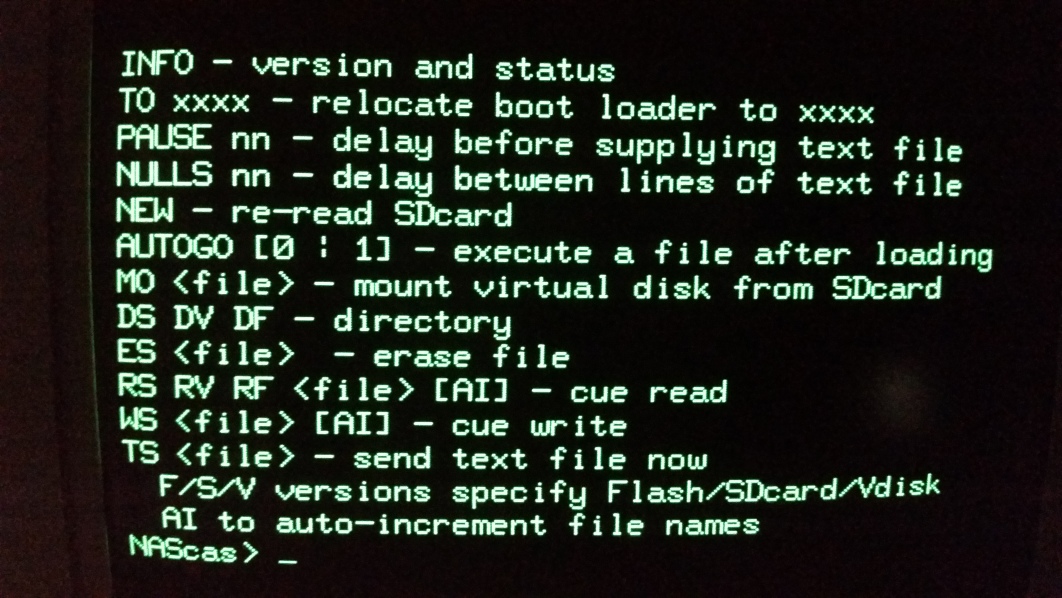 INFO - version and status
TO xxxx - relocate boot loader to xxxx
PAUSE nn - delay before supplying text file
NULLS nn - delay between lines of text file
NEW - re-read SDcard
AUTOGO [0 ¦ 1] - execute a file after loading
MO <file> - mount virtual disk from SDcard
DS DV DF - directory
ES <file>  - erase file
RS RV RF <file> [AI] - cue read
WS <file> [AI] - cue write
TS <file> - send text file now
  F/S/V versions specify Flash/SDcard/Vdisk
  AI to auto-increment file names
NAScas> _